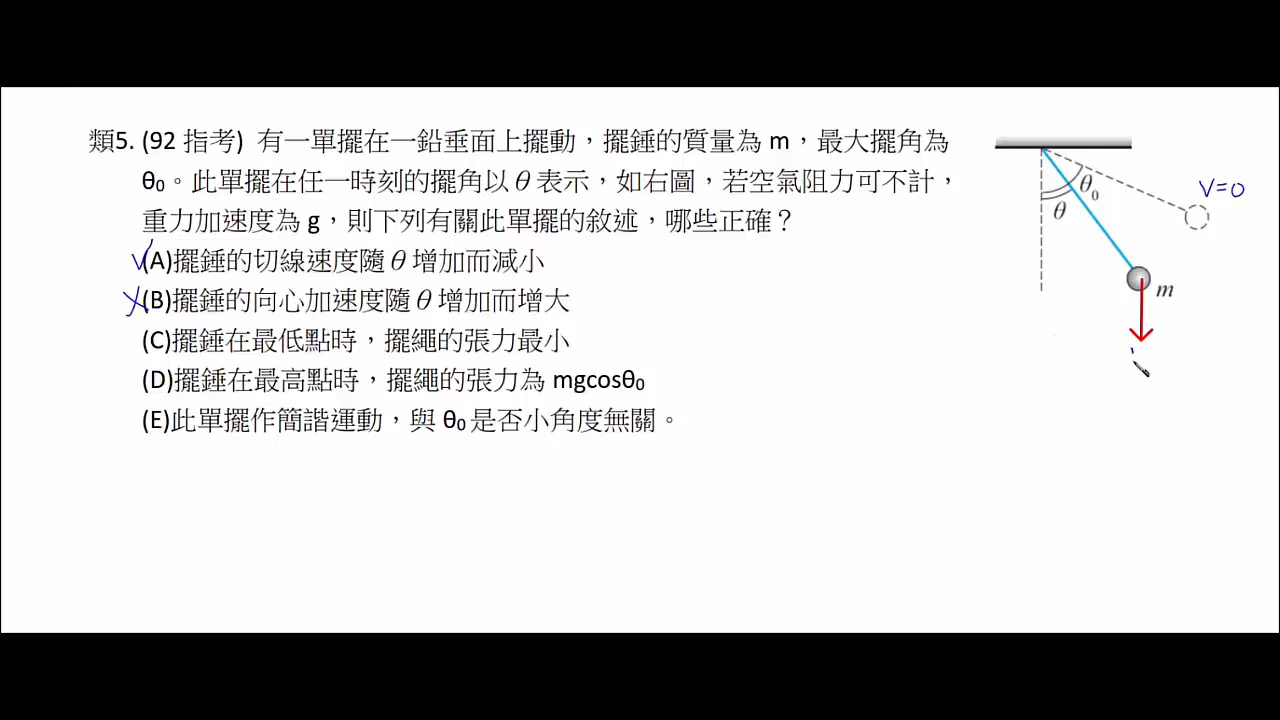 類5. (92 指考) 有一單擺在一鉛垂面上擺動，擺錘的質量為 m，最大擺角為
θ₀。此單擺在任一時刻的擺角以 θ 表示，如右圖，若空氣阻力可不計，
重力加速度為 g，則下列有關此單擺的敘述，哪些正確？
(A)擺錘的切線速度隨 θ 增加而減小
(B)擺錘的向心加速度隨 θ 增加而增大
(C)擺錘在最低點時，擺繩的張力最小
(D)擺錘在最高點時，擺繩的張力為 mgcosθ₀
(E)此單擺作簡諧運動，與 θ₀ 是否小角度無關。
θ₀
θ
V=0
m